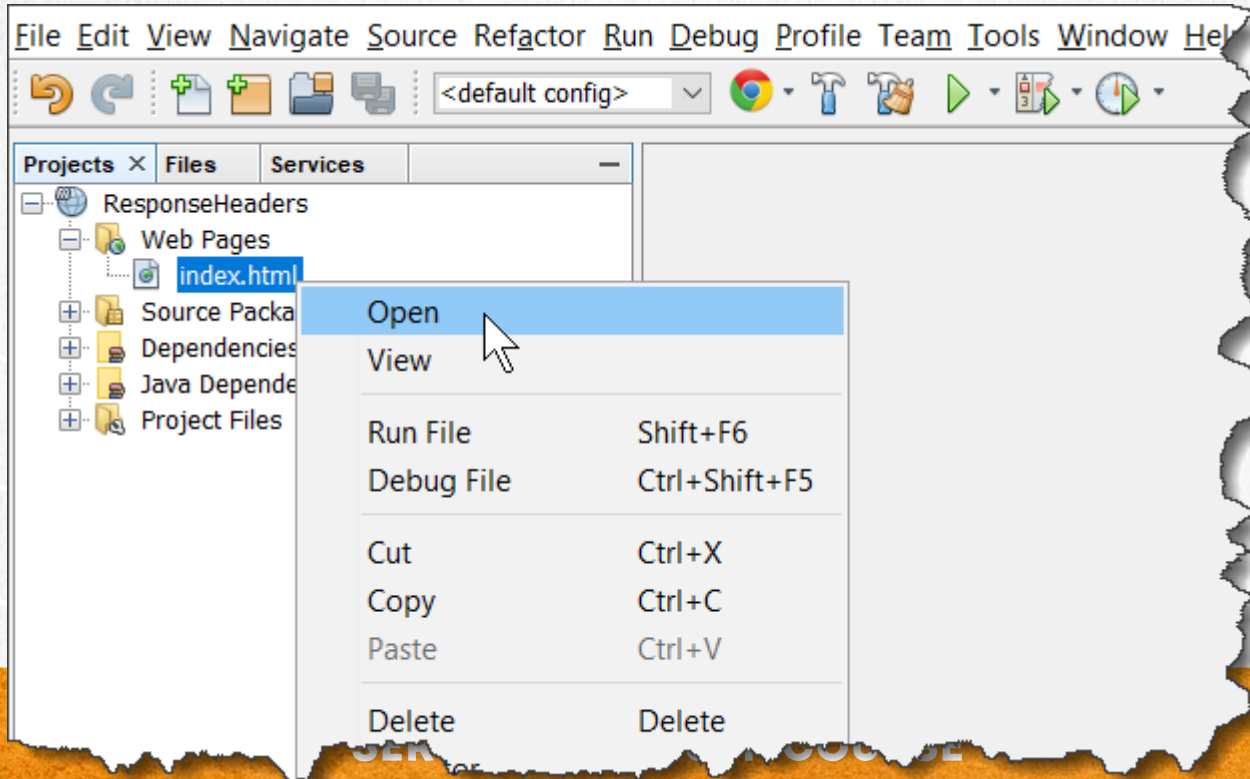 File Edit View Navigate Source Refactor Run Debug Profile Team Tools Window
<default config>
Projects Files Services
ResponseHeaders
Web Pages
index.html
Source Packa
Dependencies
Java Depende
Project Files
Open
View
Run File Shift+F6
Debug File Ctrl+Shift+F5
Cut Ctrl+X
Copy Ctrl+C
Paste Ctrl+V
Delete Delete